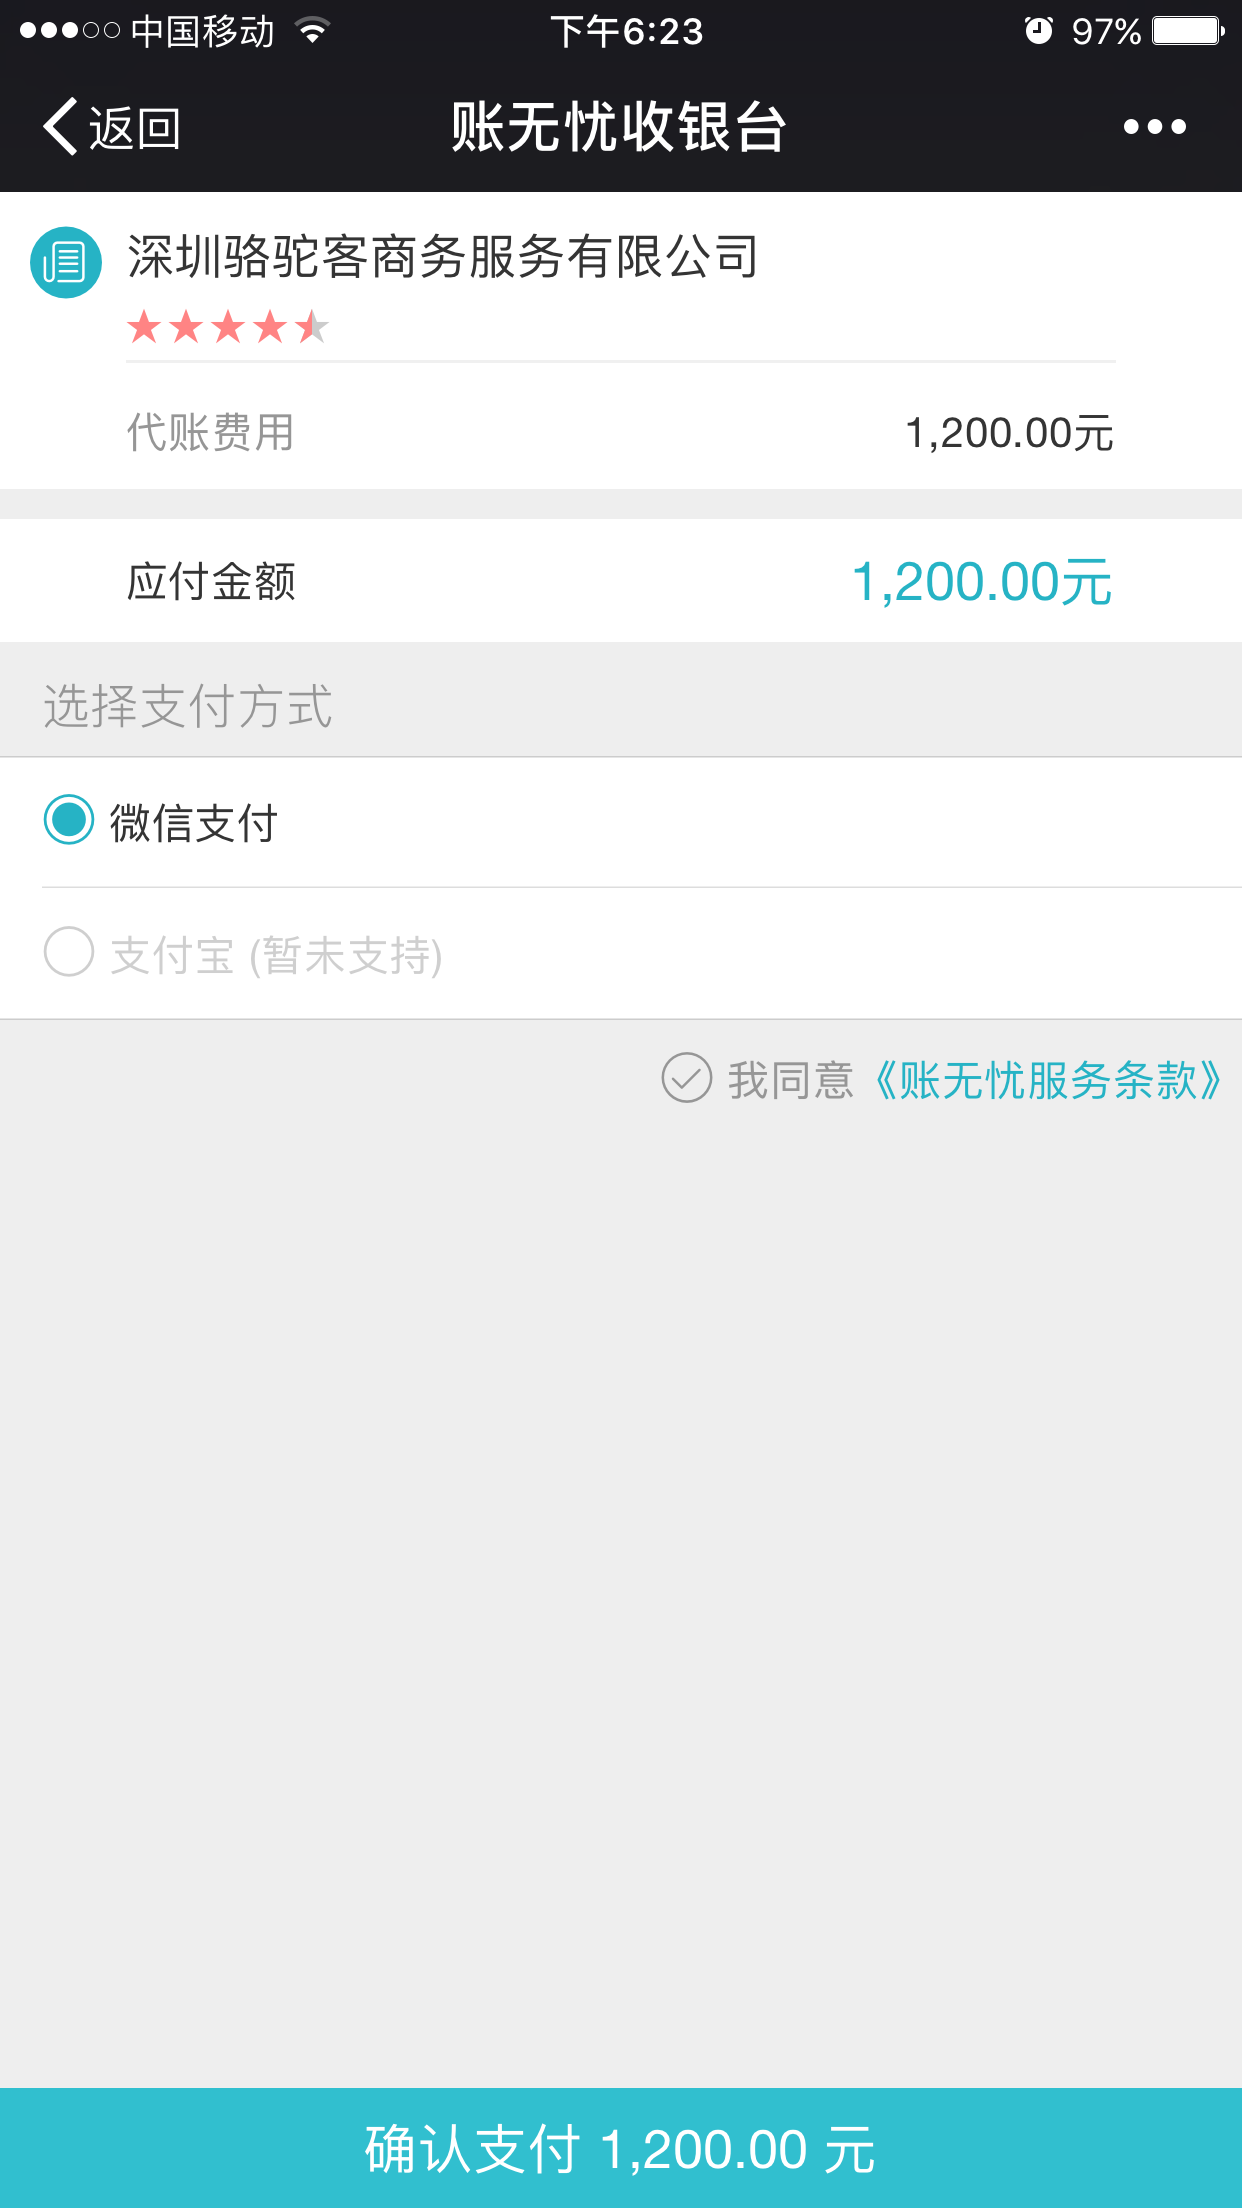 中国移动 下午6:23 97%
返回 账无忧收银台
深圳骆驼客商务服务有限公司
代账费用 1,200.00元
应付金额 1,200.00元
选择支付方式
微信支付
支付宝 (暂未支持)
我同意《账无忧服务条款》
确认支付 1,200.00 元